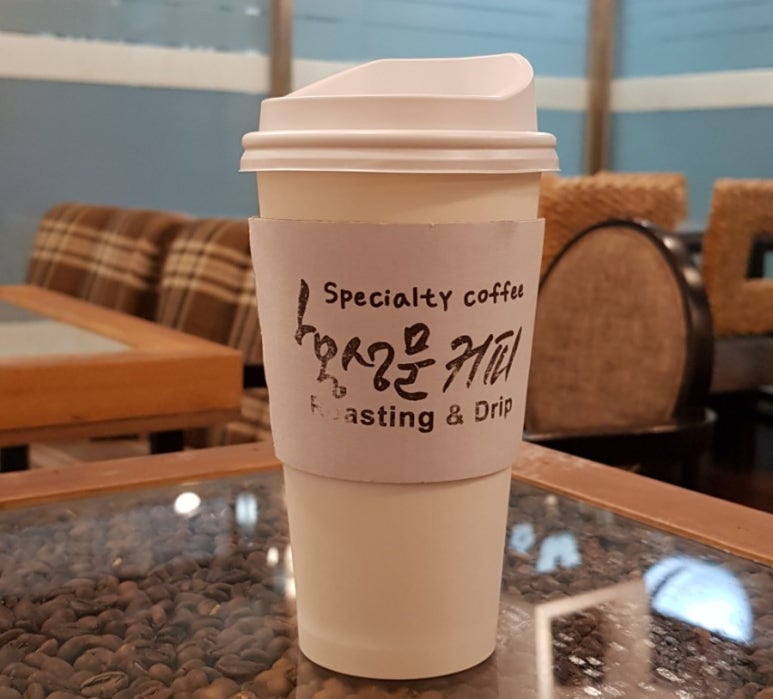 Specialty coffee
커피
Roasting & Drip